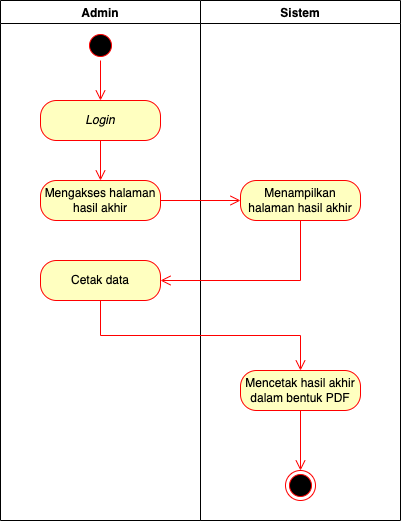 Admin
Sistem
Login
Mengakses halaman
hasil akhir
Menampilkan
halaman hasil akhir
Cetak data
Mencetak hasil akhir
dalam bentuk PDF